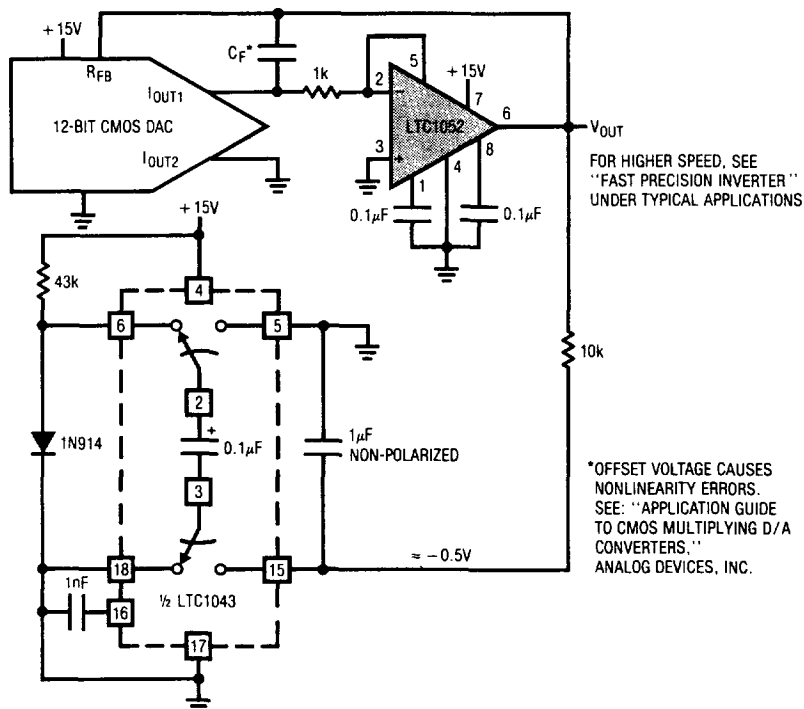 +15V
R_FB
C_F*
I_OUT1
1k
2
5
+15V
7
12-BIT CMOS DAC
−
LTC1052
6
V_OUT
I_OUT2
3
+
4
8
1
FOR HIGHER SPEED, SEE
"FAST PRECISION INVERTER"
UNDER TYPICAL APPLICATIONS
0.1µF
0.1µF
+15V
43k
4
6
5
10k
2
1N914
+
0.1µF
1µF
NON-POLARIZED
3
*OFFSET VOLTAGE CAUSES
NONLINEARITY ERRORS.
SEE: "APPLICATION GUIDE
TO CMOS MULTIPLYING D/A
CONVERTERS,"
ANALOG DEVICES, INC.
≈ −0.5V
18
15
1nF
16
½ LTC1043
17